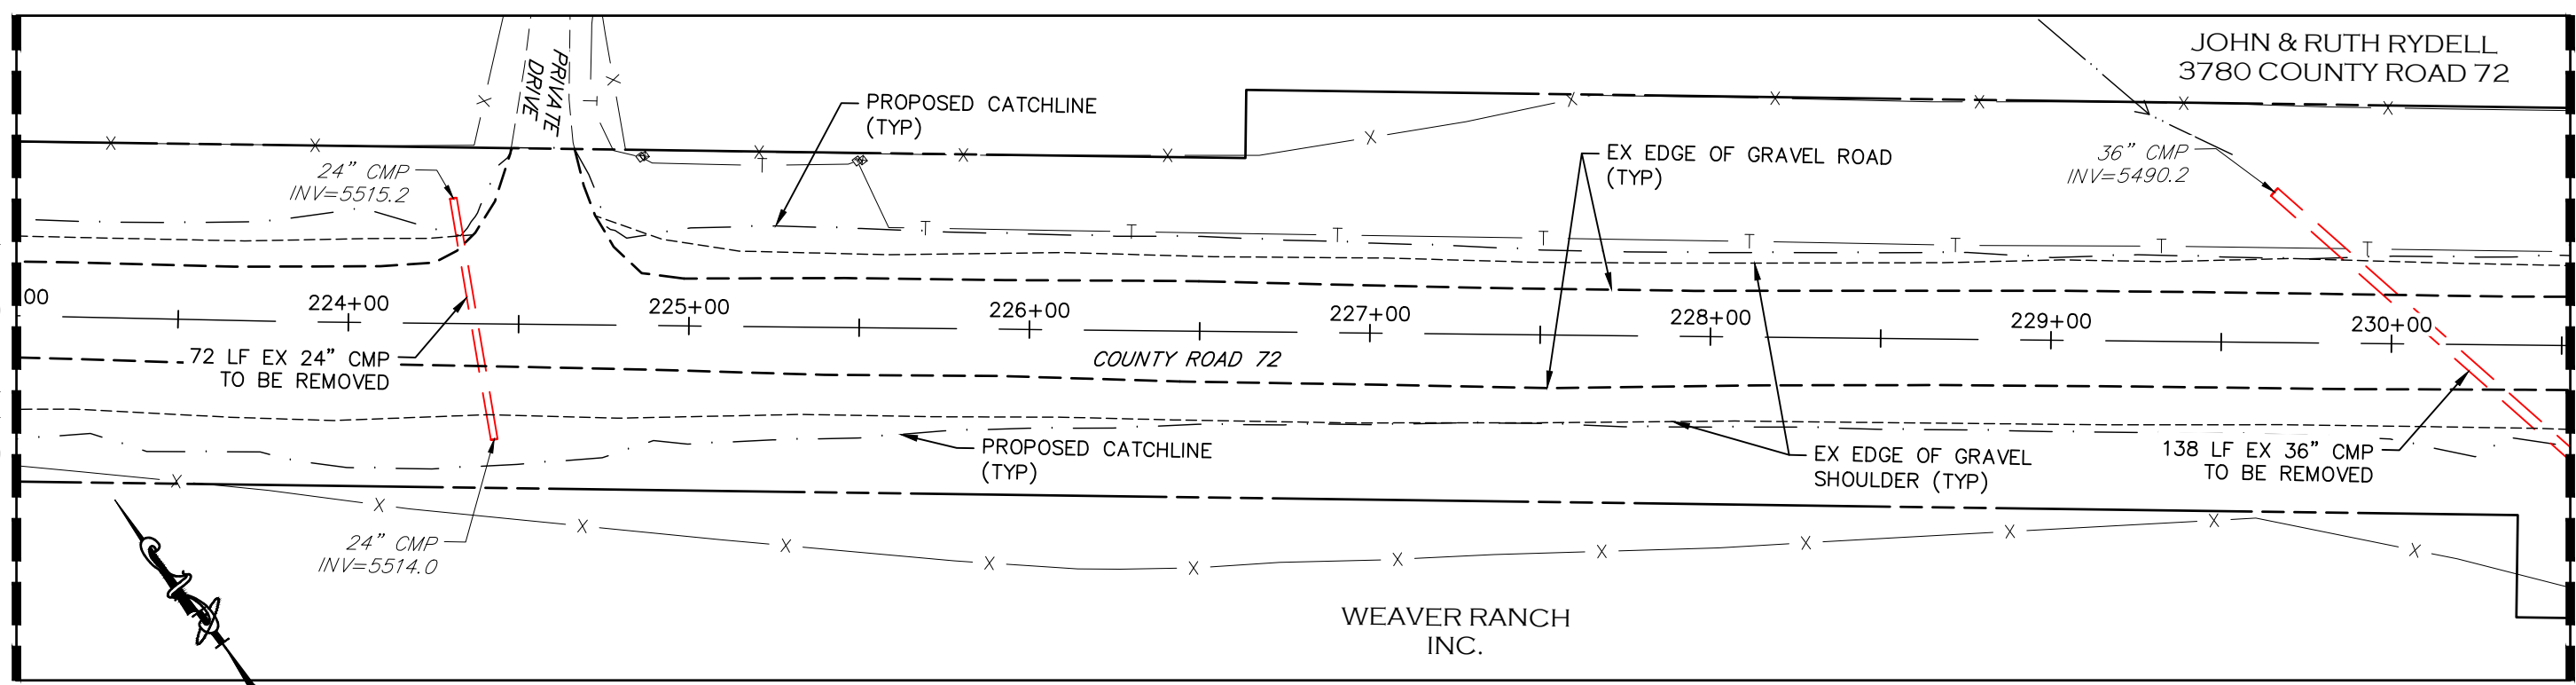 JOHN & RUTH RYDELL
3780 COUNTY ROAD 72
PRIVATE
DRIVE
PROPOSED CATCHLINE
(TYP)
EX EDGE OF GRAVEL ROAD
(TYP)
36" CMP
INV=5490.2
24" CMP
INV=5515.2
00
224+00
225+00
226+00
227+00
228+00
229+00
230+00
72 LF EX 24" CMP
TO BE REMOVED
COUNTY ROAD 72
PROPOSED CATCHLINE
(TYP)
EX EDGE OF GRAVEL
SHOULDER (TYP)
138 LF EX 36" CMP
TO BE REMOVED
24" CMP
INV=5514.0
WEAVER RANCH
INC.